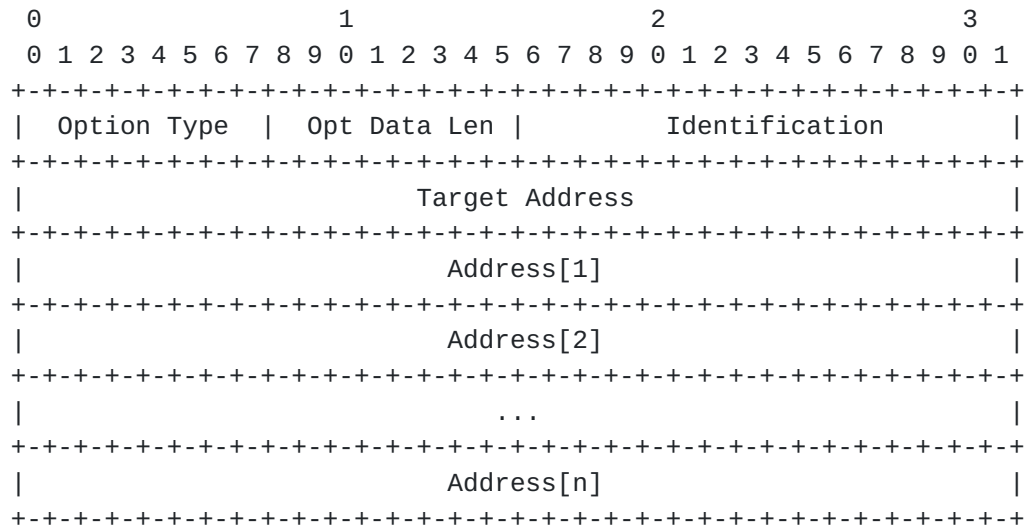 0                   1                   2                   3
 0 1 2 3 4 5 6 7 8 9 0 1 2 3 4 5 6 7 8 9 0 1 2 3 4 5 6 7 8 9 0 1
+-+-+-+-+-+-+-+-+-+-+-+-+-+-+-+-+-+-+-+-+-+-+-+-+-+-+-+-+-+-+-+-+
|  Option Type  | Opt Data Len |         Identification        |
+-+-+-+-+-+-+-+-+-+-+-+-+-+-+-+-+-+-+-+-+-+-+-+-+-+-+-+-+-+-+-+-+
|                         Target Address                        |
+-+-+-+-+-+-+-+-+-+-+-+-+-+-+-+-+-+-+-+-+-+-+-+-+-+-+-+-+-+-+-+-+
|                           Address[1]                          |
+-+-+-+-+-+-+-+-+-+-+-+-+-+-+-+-+-+-+-+-+-+-+-+-+-+-+-+-+-+-+-+-+
|                           Address[2]                          |
+-+-+-+-+-+-+-+-+-+-+-+-+-+-+-+-+-+-+-+-+-+-+-+-+-+-+-+-+-+-+-+-+
|                              ...                              |
+-+-+-+-+-+-+-+-+-+-+-+-+-+-+-+-+-+-+-+-+-+-+-+-+-+-+-+-+-+-+-+-+
|                           Address[n]                          |
+-+-+-+-+-+-+-+-+-+-+-+-+-+-+-+-+-+-+-+-+-+-+-+-+-+-+-+-+-+-+-+-+